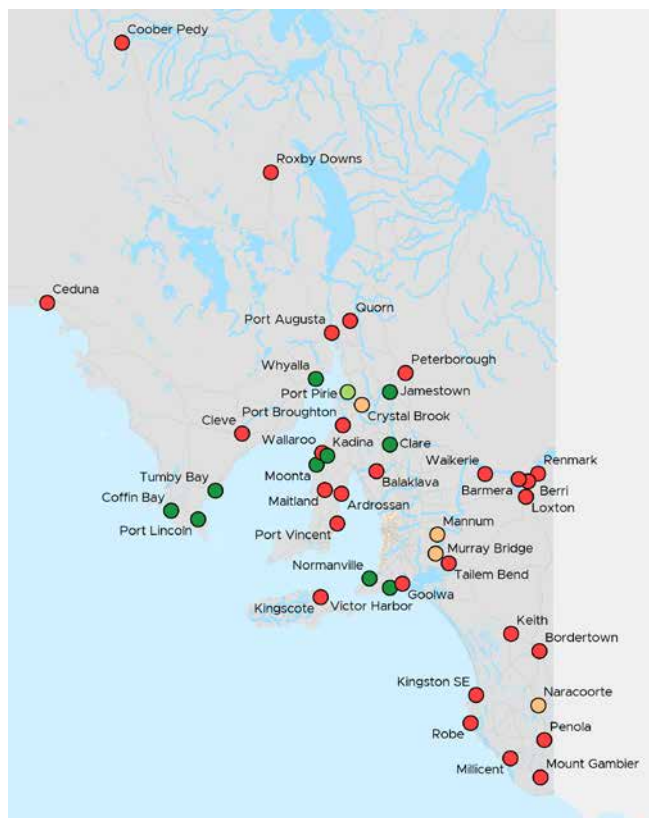 Coober Pedy
Roxby Downs
Ceduna
Quorn
Port Augusta
Whyalla
Peterborough
Port Pirie
Jamestown
Port Broughton
Crystal Brook
Cleve
Wallaroo
Kadina
Clare
Moonta
Balaklava
Waikerie
Renmark
Tumby Bay
Barmera
Berri
Coffin Bay
Maitland
Ardrossan
Loxton
Port Lincoln
Port Vincent
Mannum
Murray Bridge
Normanville
Tailem Bend
Goolwa
Kingscote
Victor Harbor
Keith
Bordertown
Kingston SE
Naracoorte
Robe
Penola
Millicent
Mount Gambier